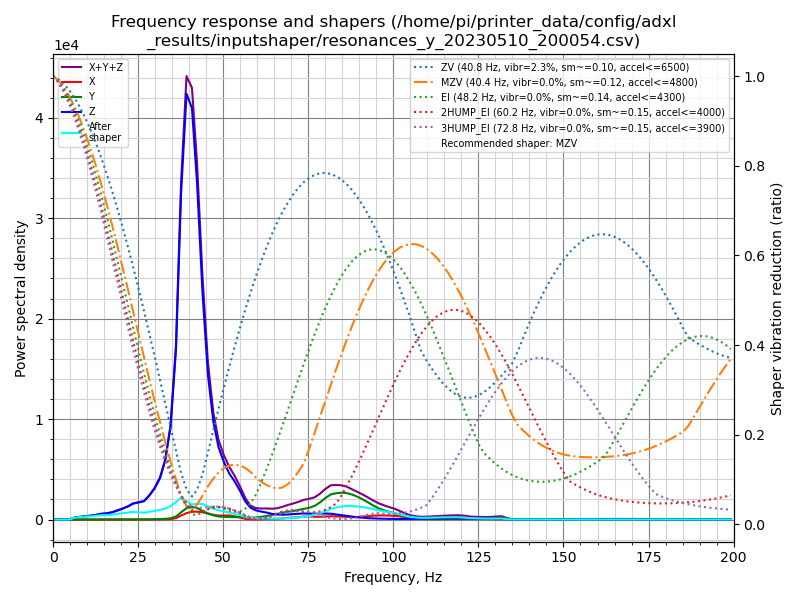 Frequency response and shapers (/home/pi/printer_data/config/adxl
_results/inputshaper/resonances_y_20230510_200054.csv)
1e4
X+Y+Z
X
Y
Z
After
shaper
ZV (40.8 Hz, vibr=2.3%, sm~=0.10, accel<=6500)
MZV (40.4 Hz, vibr=0.0%, sm~=0.12, accel<=4800)
EI (48.2 Hz, vibr=0.0%, sm~=0.14, accel<=4300)
2HUMP_EI (60.2 Hz, vibr=0.0%, sm~=0.15, accel<=4000)
3HUMP_EI (72.8 Hz, vibr=0.0%, sm~=0.15, accel<=3900)
Recommended shaper: MZV
Power spectral density
4
3
2
1
0
1.0
0.8
0.6
0.4
0.2
0.0
Shaper vibration reduction (ratio)
0 25 50 75 100 125 150 175 200
Frequency, Hz